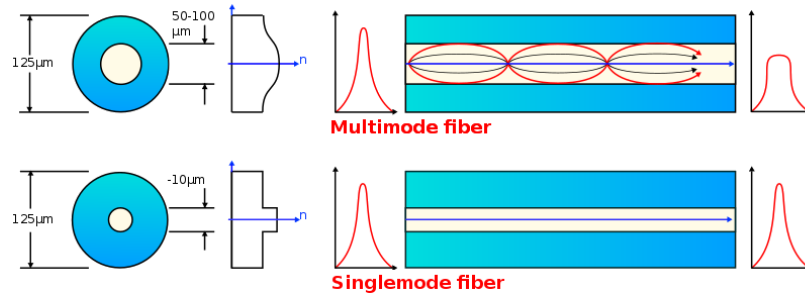 50-100
µm
125µm
n
Multimode fiber
-10µm
125µm
n
Singlemode fiber